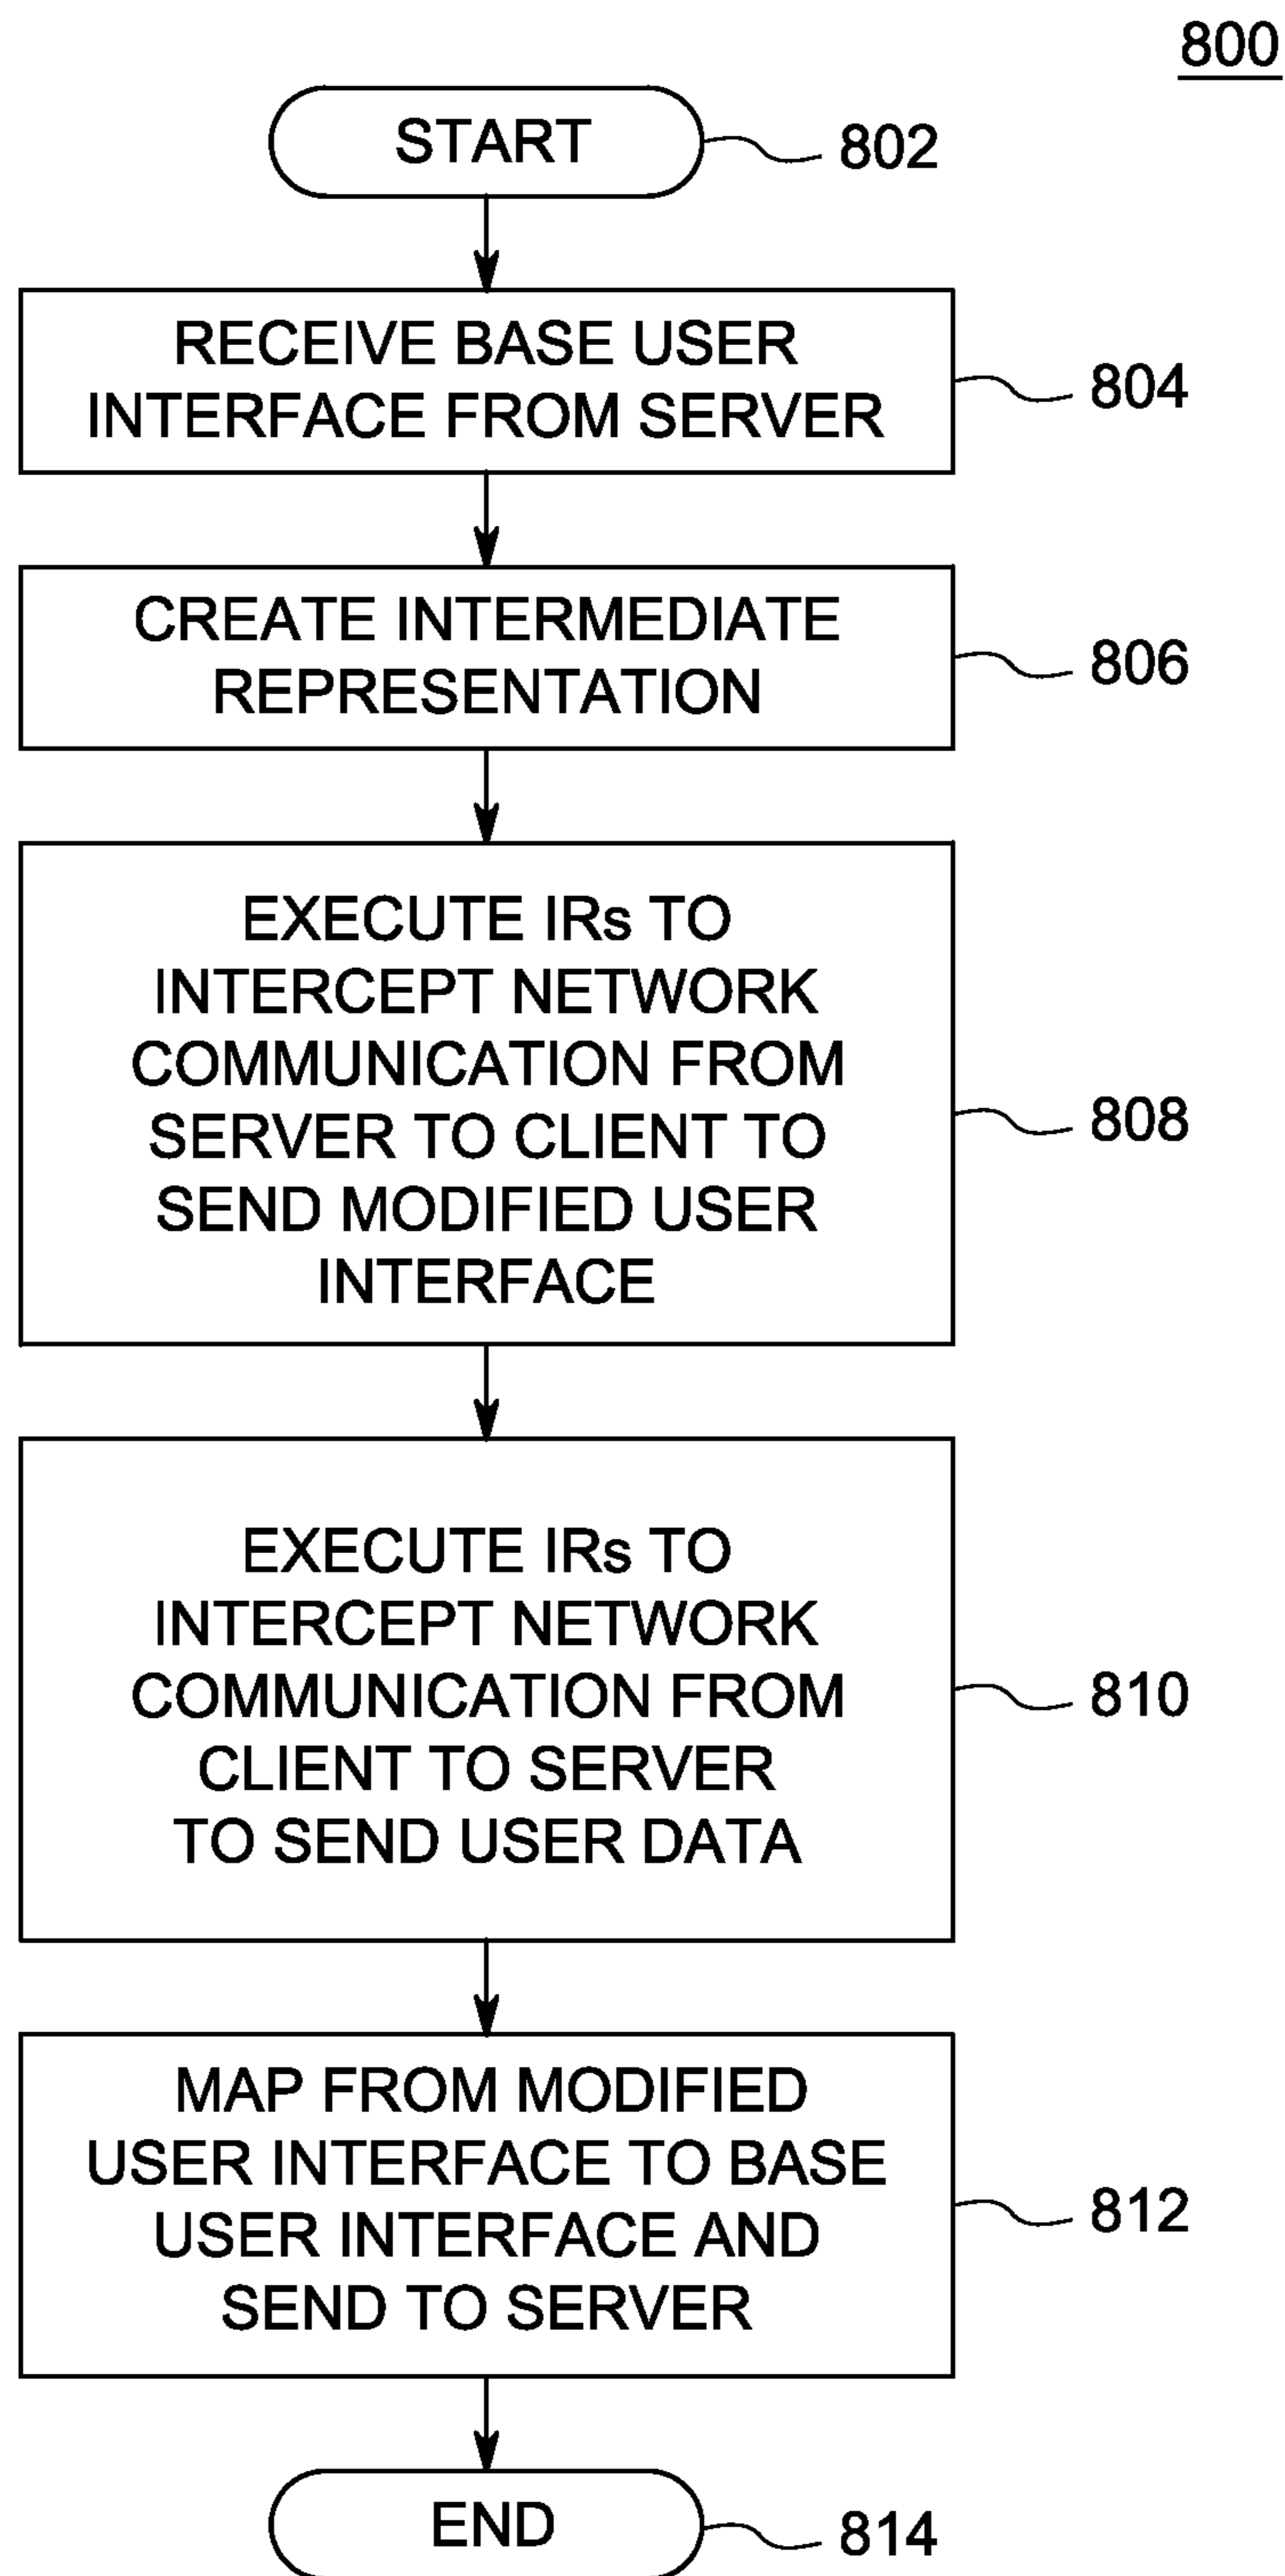 800
START
802
RECEIVE BASE USER
INTERFACE FROM SERVER
804
CREATE INTERMEDIATE
REPRESENTATION
806
EXECUTE IRs TO
INTERCEPT NETWORK
COMMUNICATION FROM
SERVER TO CLIENT TO
SEND MODIFIED USER
INTERFACE
808
EXECUTE IRs TO
INTERCEPT NETWORK
COMMUNICATION FROM
CLIENT TO SERVER
TO SEND USER DATA
810
MAP FROM MODIFIED
USER INTERFACE TO BASE
USER INTERFACE AND
SEND TO SERVER
812
END
814